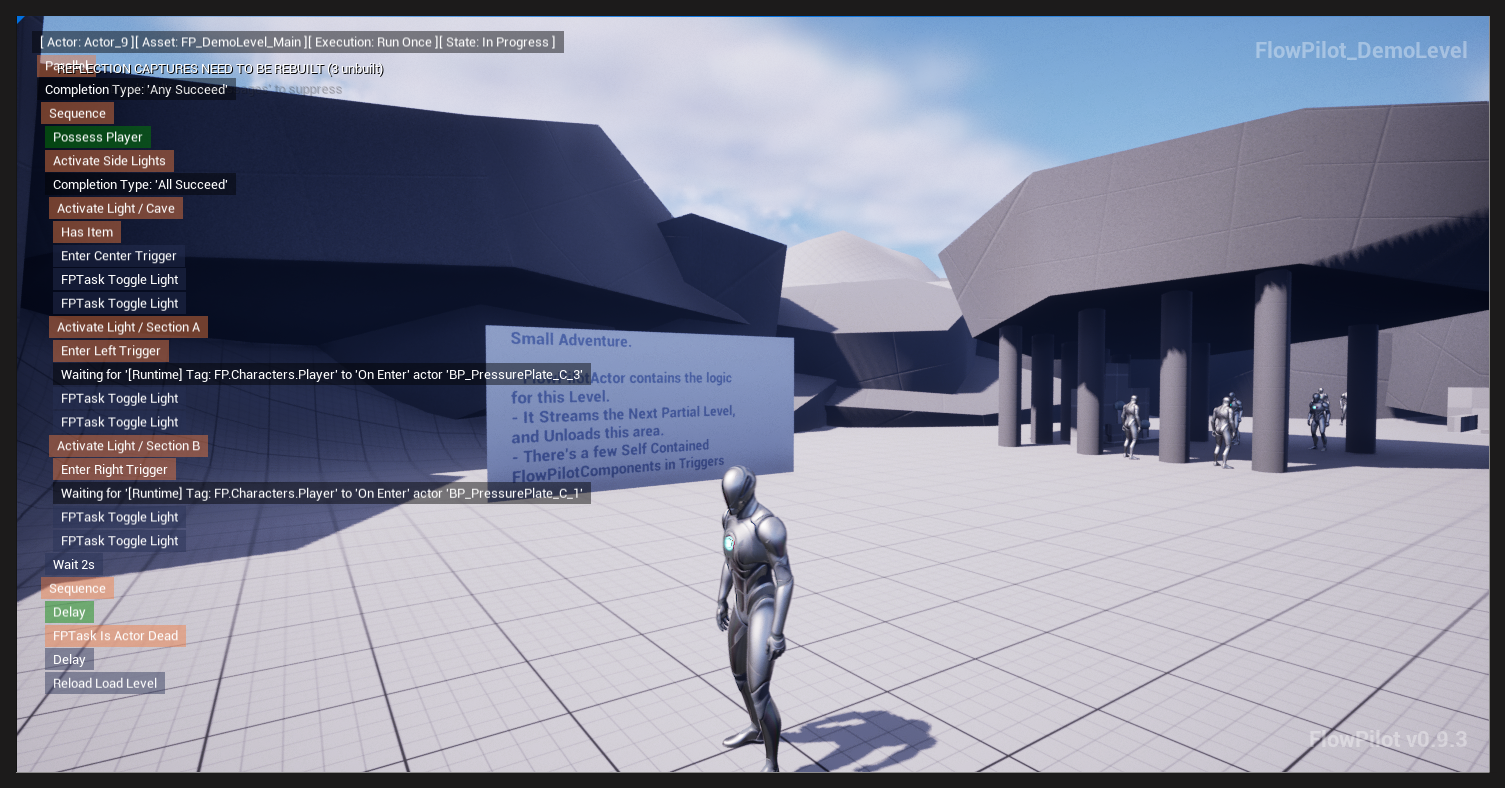 [ Actor: Actor_9 ][ Asset: FP_DemoLevel_Main ][ Execution: Run Once ][ State: In Progress ]
FlowPilot_DemoLevel
Parallel
REFLECTION CAPTURES NEED TO BE REBUILT (3 unbuilt)
Completion Type: 'Any Succeed'
to suppress
Sequence
Possess Player
Activate Side Lights
Completion Type: 'All Succeed'
Activate Light / Cave
Has Item
Enter Center Trigger
FPTask Toggle Light
FPTask Toggle Light
Activate Light / Section A
Enter Left Trigger
Waiting for '[Runtime] Tag: FP.Characters.Player' to 'On Enter' actor 'BP_PressurePlate_C_3'
FPTask Toggle Light
FPTask Toggle Light
Activate Light / Section B
Enter Right Trigger
Waiting for '[Runtime] Tag: FP.Characters.Player' to 'On Enter' actor 'BP_PressurePlate_C_1'
FPTask Toggle Light
FPTask Toggle Light
Wait 2s
Sequence
Delay
FPTask Is Actor Dead
Delay
Reload Load Level
Small Adventure.
Actor contains the logic
for this Level.
- It Streams the Next Partial Level,
and Unloads this area.
- There's a few Self Contained
FlowPilotComponents in Triggers
FlowPilot v0.9.3